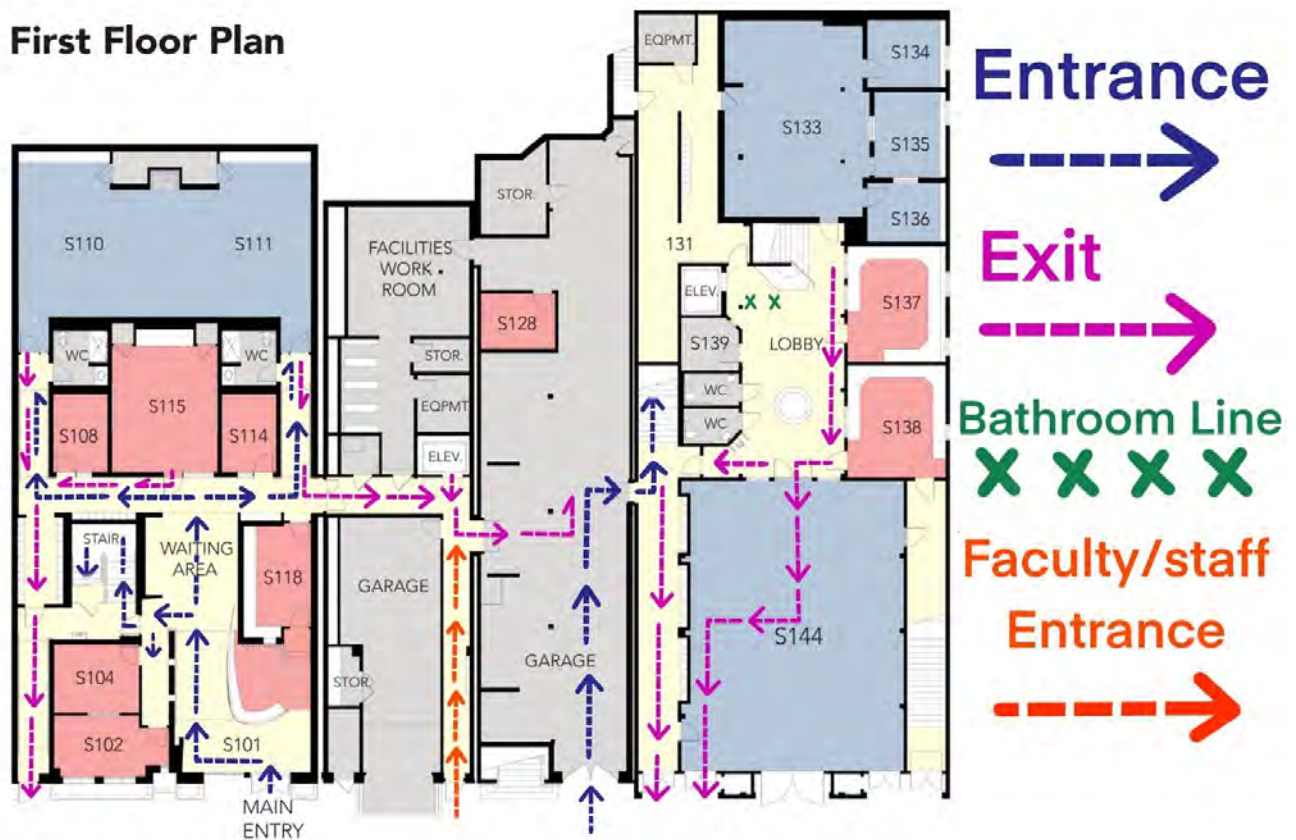 First Floor Plan
EQPMT.
S134
S133
S135
S136
Entrance
S110
S111
FACILITIES
WORK
ROOM
STOR.
131
Exit
ELEV.
S137
WC
WC
S128
S139
LOBBY
STOR.
S115
S108
S114
EQPMT
WC
WC
S138
Bathroom Line
X X
X X X X
ELEV.
STAIR
WAITING
AREA
S118
GARAGE
Faculty/staff
Entrance
S144
GARAGE
S104
STOR.
S102
S101
MAIN
ENTRY